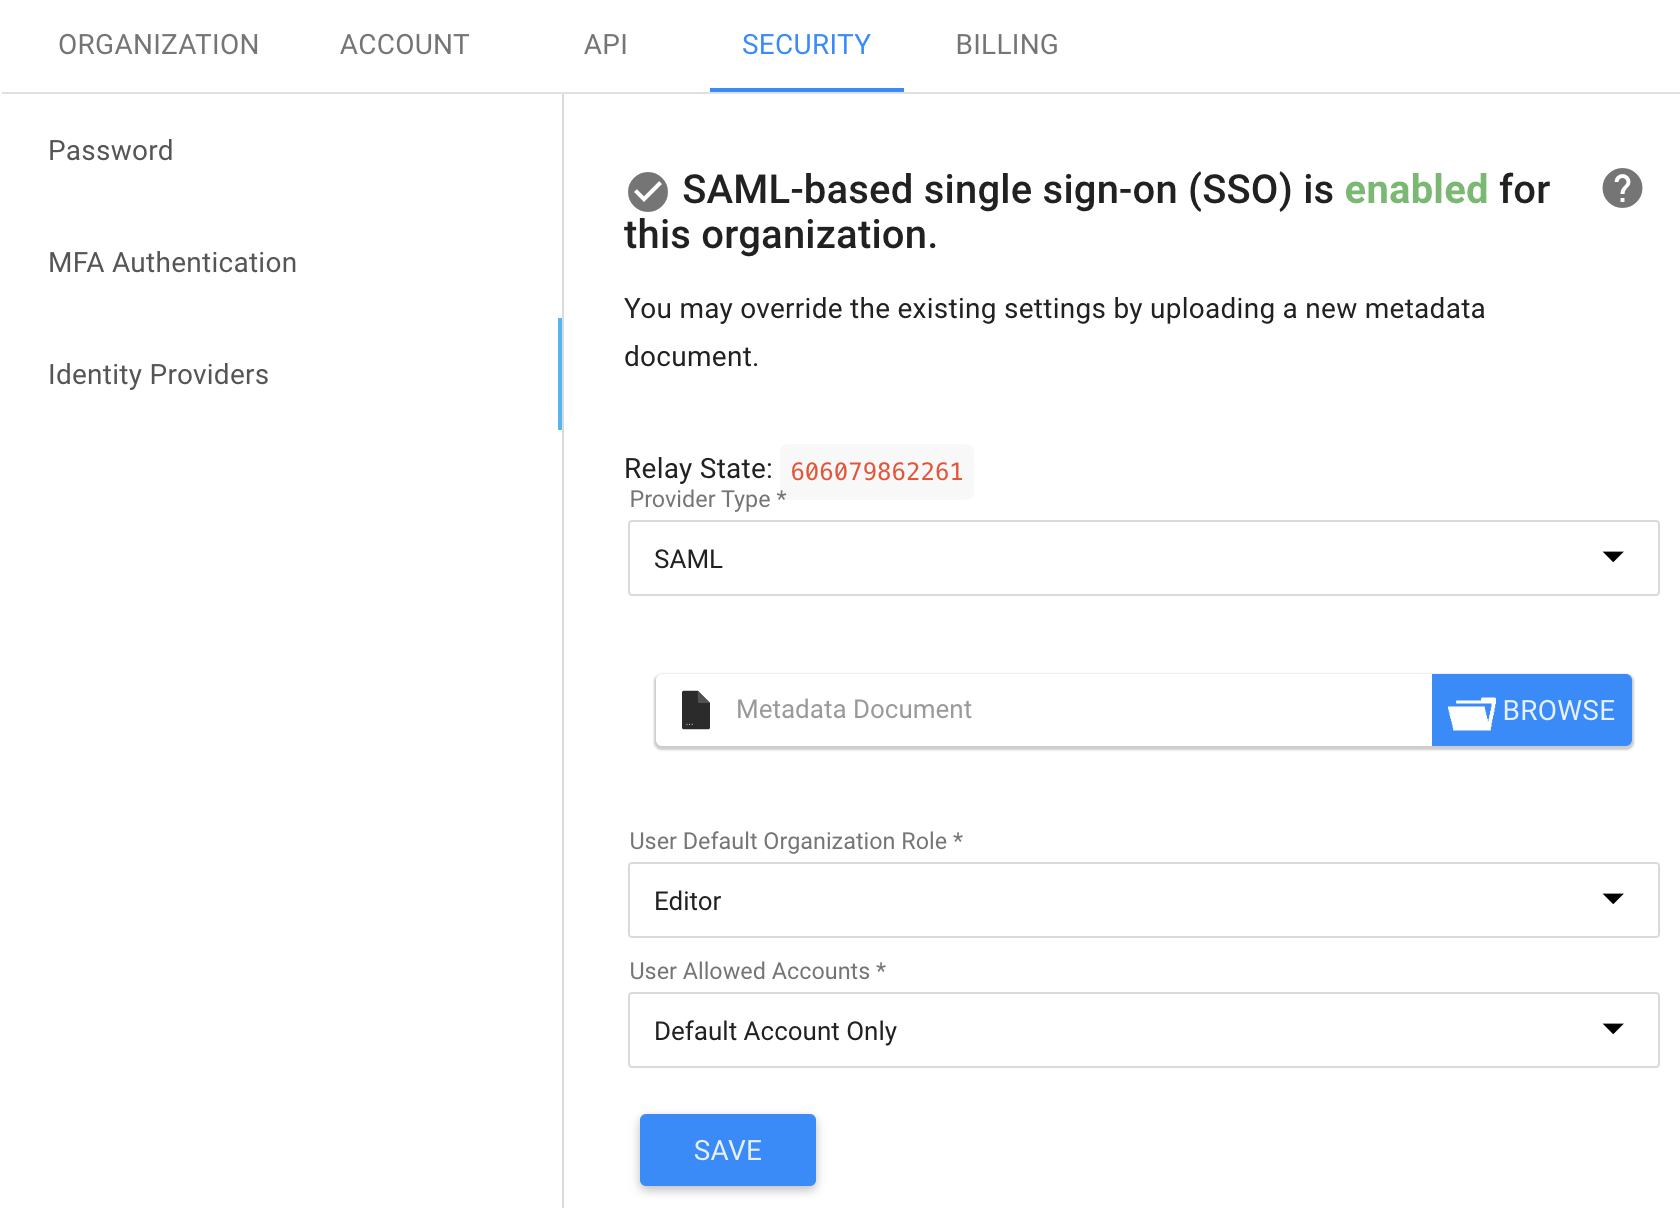 ORGANIZATION ACCOUNT API SECURITY BILLING
Password
MFA Authentication
Identity Providers
SAML-based single sign-on (SSO) is enabled for
this organization.
You may override the existing settings by uploading a new metadata
document.
Relay State: 606079862261
Provider Type *
SAML
Metadata Document
BROWSE
User Default Organization Role *
Editor
User Allowed Accounts *
Default Account Only
SAVE